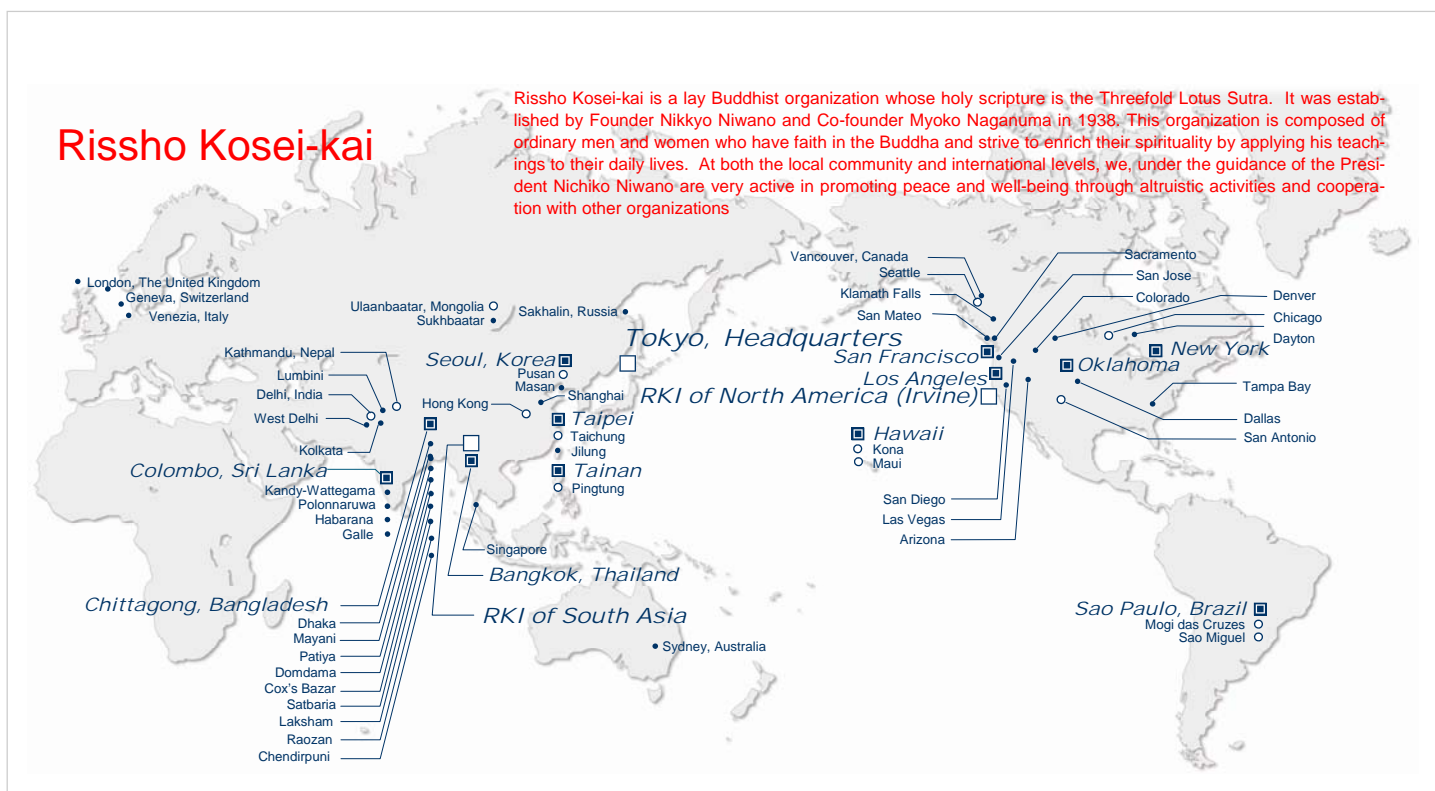 Rissho Kosei-kai
Rissho Kosei-kai is a lay Buddhist organization whose holy scripture is the Threefold Lotus Sutra. It was estab-
lished by Founder Nikkyo Niwano and Co-founder Myoko Naganuma in 1938. This organization is composed of
ordinary men and women who have faith in the Buddha and strive to enrich their spirituality by applying his teach-
ings to their daily lives. At both the local community and international levels, we, under the guidance of the Presi-
dent Nichiko Niwano are very active in promoting peace and well-being through altruistic activities and coopera-
tion with other organizations
London, The United Kingdom
Geneva, Switzerland
Venezia, Italy
Ulaanbaatar, Mongolia
Sukhbaatar
Sakhalin, Russia
Tokyo, Headquarters
Seoul, Korea
Pusan
Masan
Shanghai
Hong Kong
Kathmandu, Nepal
Lumbini
Delhi, India
West Delhi
Kolkata
Colombo, Sri Lanka
Kandy-Wattegama
Polonnaruwa
Habarana
Galle
Taipei
Taichung
Jilung
Tainan
Pingtung
Singapore
Bangkok, Thailand
RKI of South Asia
Chittagong, Bangladesh
Dhaka
Mayani
Patiya
Domdama
Cox's Bazar
Satbaria
Laksham
Raozan
Chendirpuni
Sydney, Australia
Vancouver, Canada
Seattle
Klamath Falls
San Mateo
San Francisco
Los Angeles
RKI of North America (Irvine)
Hawaii
Kona
Maui
San Diego
Las Vegas
Arizona
Sacramento
San Jose
Colorado
Denver
Chicago
Dayton
New York
Oklahoma
Tampa Bay
Dallas
San Antonio
Sao Paulo, Brazil
Mogi das Cruzes
Sao Miguel